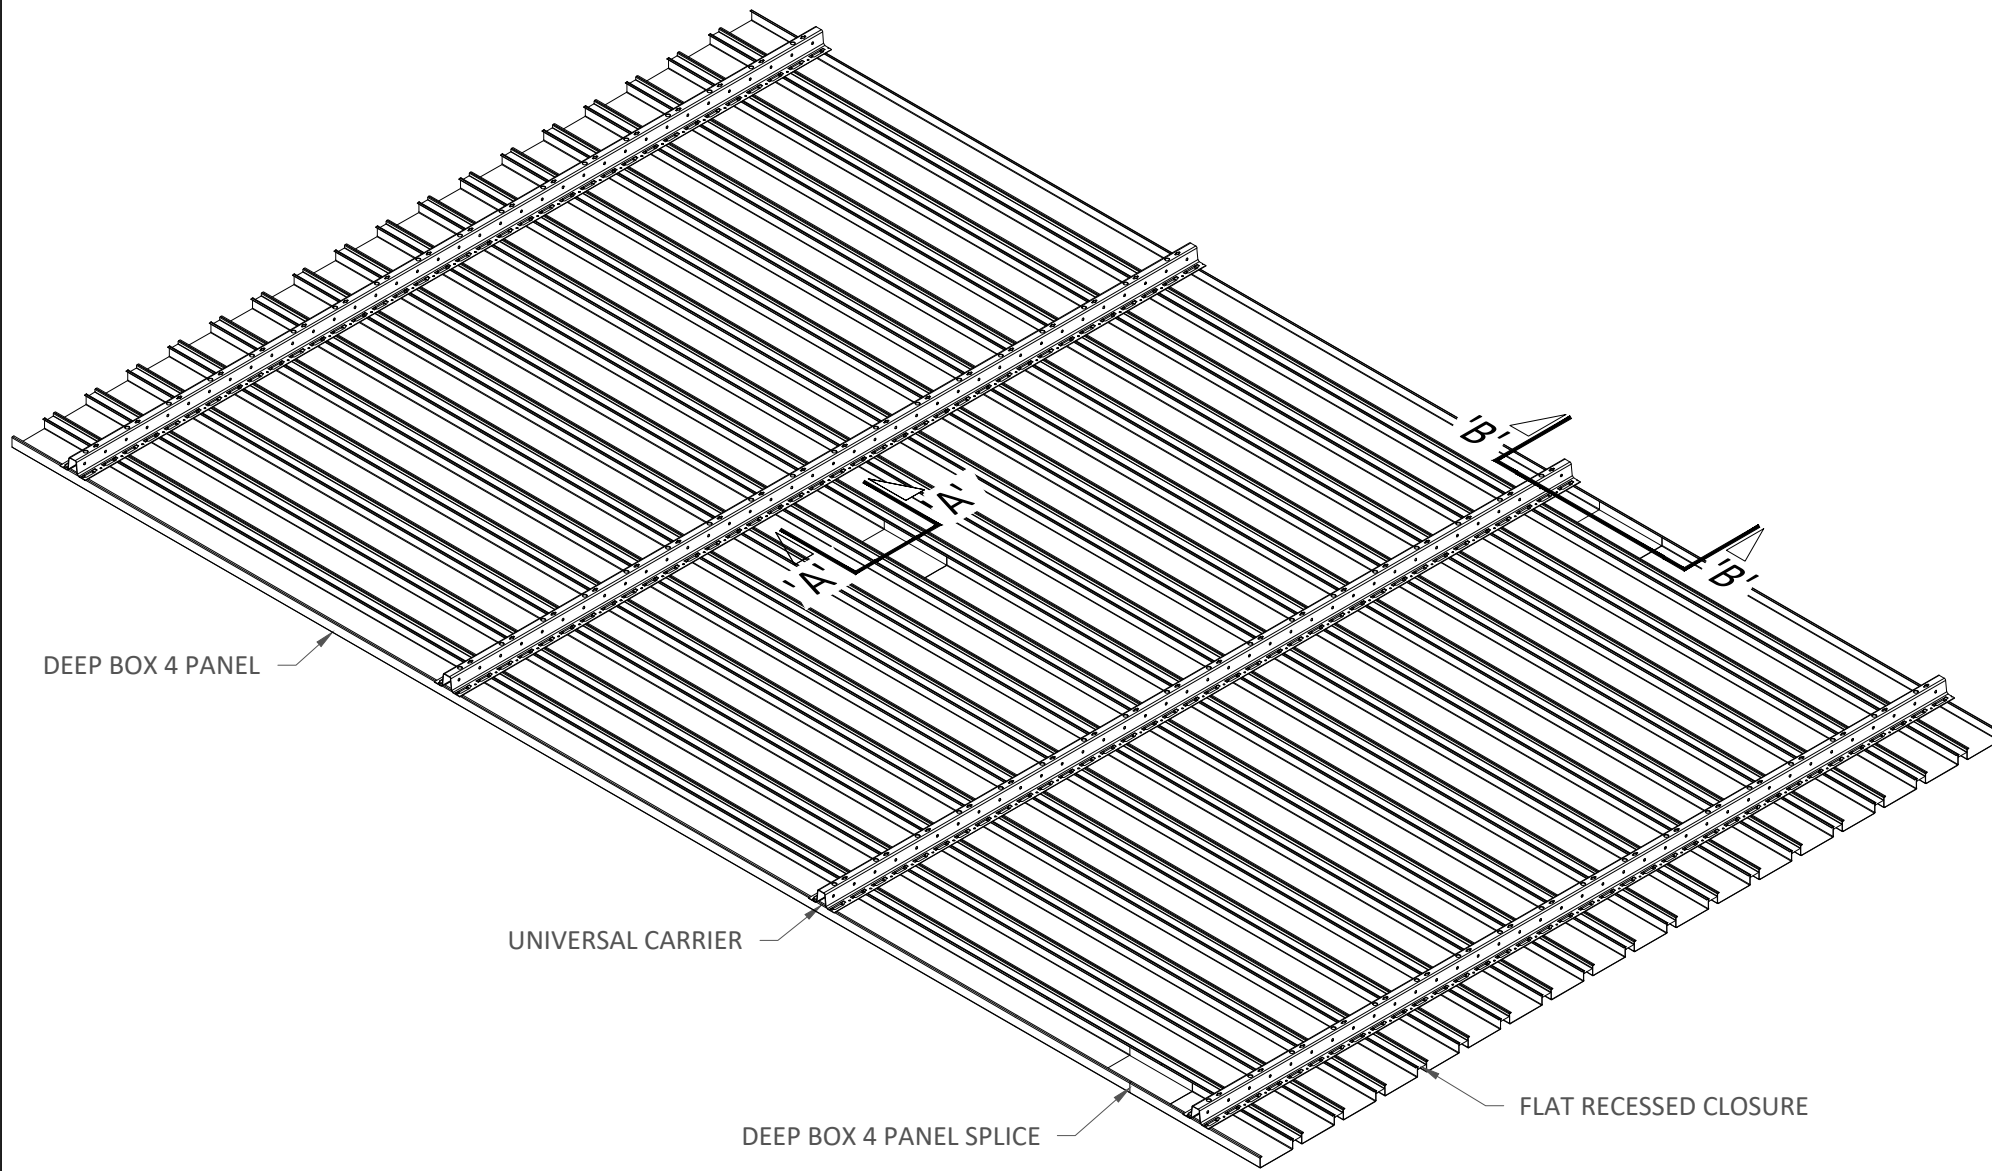 'B'
'A'
'A'
'B'
DEEP BOX 4 PANEL
UNIVERSAL CARRIER
FLAT RECESSED CLOSURE
DEEP BOX 4 PANEL SPLICE